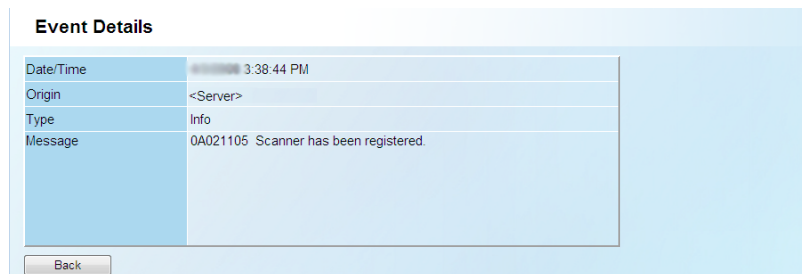 Event Details
Date/Time 3:38:44 PM
Origin <Server>
Type Info
Message 0A021105 Scanner has been registered.
Back